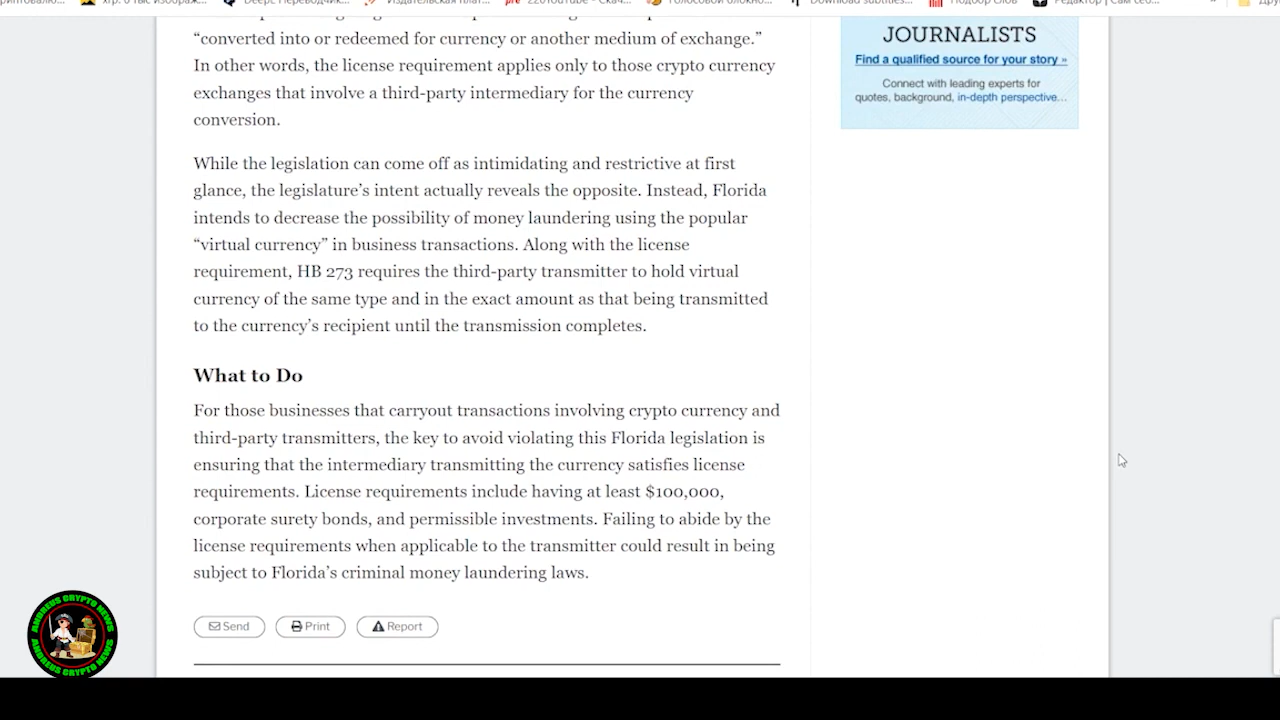 “converted into or redeemed for currency or another medium of exchange.”
In other words, the license requirement applies only to those crypto currency
exchanges that involve a third-party intermediary for the currency
conversion.
While the legislation can come off as intimidating and restrictive at first
glance, the legislature’s intent actually reveals the opposite. Instead, Florida
intends to decrease the possibility of money laundering using the popular
“virtual currency” in business transactions. Along with the license
requirement, HB 273 requires the third-party transmitter to hold virtual
currency of the same type and in the exact amount as that being transmitted
to the currency’s recipient until the transmission completes.
What to Do
For those businesses that carryout transactions involving crypto currency and
third-party transmitters, the key to avoid violating this Florida legislation is
ensuring that the intermediary transmitting the currency satisfies license
requirements. License requirements include having at least $100,000,
corporate surety bonds, and permissible investments. Failing to abide by the
license requirements when applicable to the transmitter could result in being
subject to Florida’s criminal money laundering laws.
Send Print Report
JOURNALISTS
Find a qualified source for your story »
Connect with leading experts for
quotes, background, in-depth perspective…
ANDREUS CRYPTO NEWS
ANDREUS CRYPTO NEWS